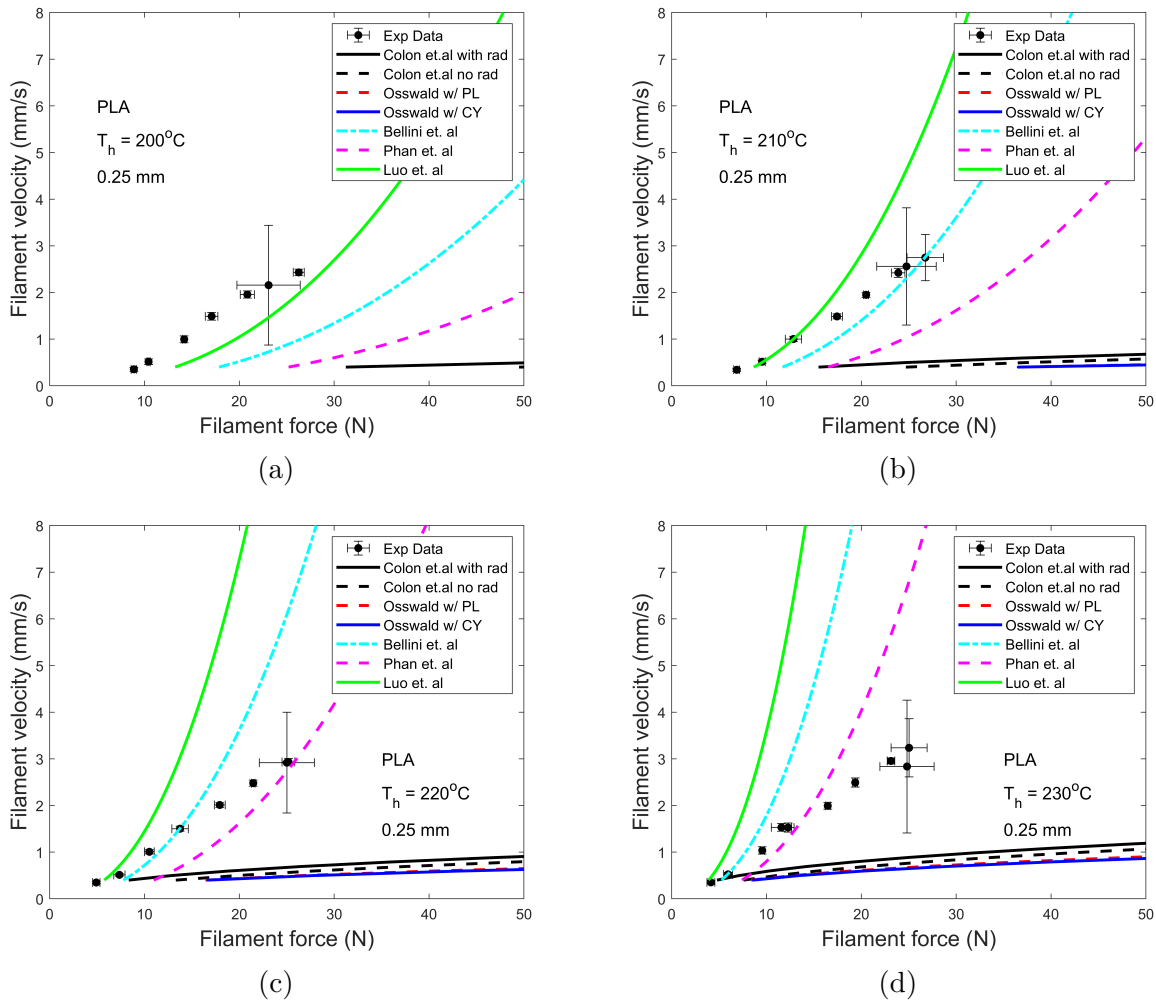 8
7
6
5
4
3
2
1
0
Filament velocity (mm/s)
PLA
T_h = 200°C
0.25 mm
Exp Data
Colon et.al with rad
Colon et.al no rad
Osswald w/ PL
Osswald w/ CY
Bellini et. al
Phan et. al
Luo et. al
0 10 20 30 40 50
Filament force (N)
(a)
8
7
6
5
4
3
2
1
0
Filament velocity (mm/s)
PLA
T_h = 210°C
0.25 mm
Exp Data
Colon et.al with rad
Colon et.al no rad
Osswald w/ PL
Osswald w/ CY
Bellini et. al
Phan et. al
Luo et. al
0 10 20 30 40 50
Filament force (N)
(b)
8
7
6
5
4
3
2
1
0
Filament velocity (mm/s)
Exp Data
Colon et.al with rad
Colon et.al no rad
Osswald w/ PL
Osswald w/ CY
Bellini et. al
Phan et. al
Luo et. al
PLA
T_h = 220°C
0.25 mm
0 10 20 30 40 50
Filament force (N)
(c)
8
7
6
5
4
3
2
1
0
Filament velocity (mm/s)
Exp Data
Colon et.al with rad
Colon et.al no rad
Osswald w/ PL
Osswald w/ CY
Bellini et. al
Phan et. al
Luo et. al
PLA
T_h = 230°C
0.25 mm
0 10 20 30 40 50
Filament force (N)
(d)